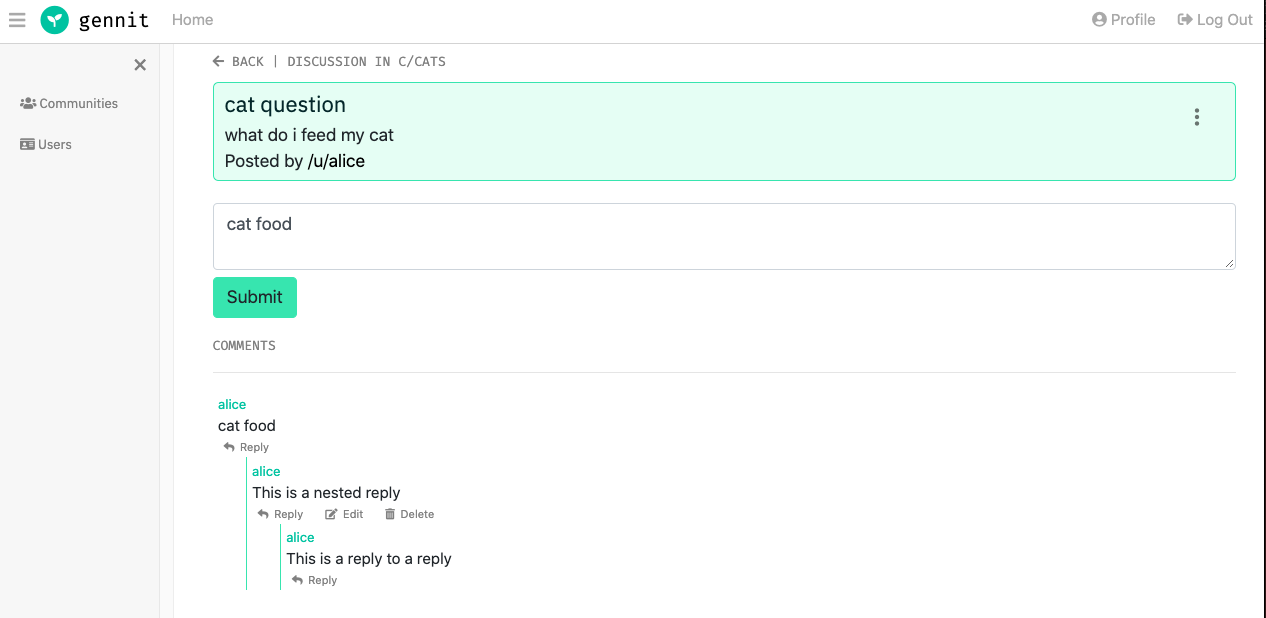 gennit Home Profile Log Out
← BACK | DISCUSSION IN C/CATS
Communities
Users
cat question
what do i feed my cat
Posted by /u/alice
cat food
Submit
COMMENTS
alice
cat food
Reply
alice
This is a nested reply
Reply Edit Delete
alice
This is a reply to a reply
Reply